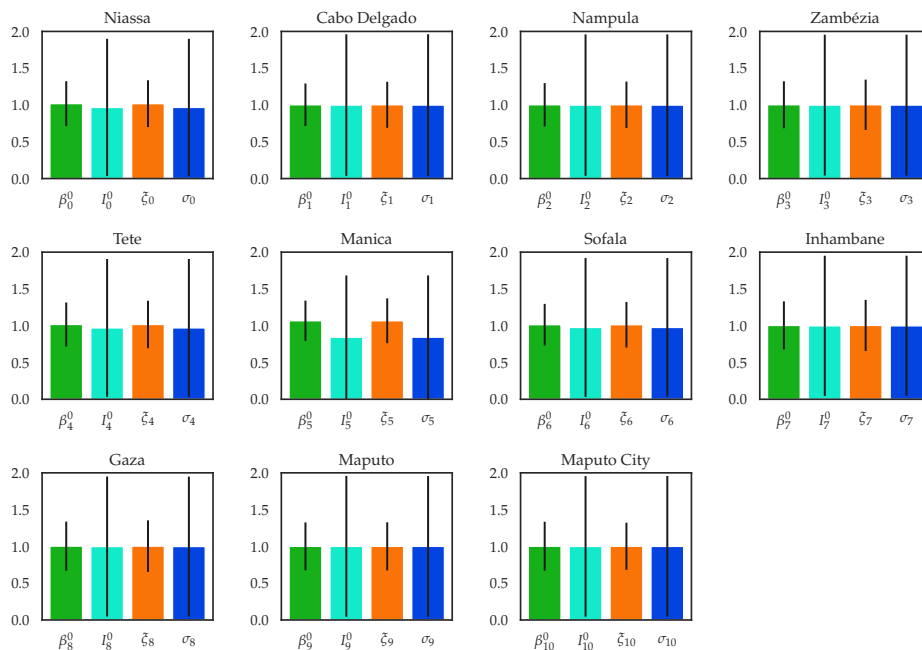 Niassa
2.0
1.5
1.0
0.5
0.0
β₀⁰ I₀⁰ ξ₀ σ₀
Cabo Delgado
2.0
1.5
1.0
0.5
0.0
β₁⁰ I₁⁰ ξ₁ σ₁
Nampula
2.0
1.5
1.0
0.5
0.0
β₂⁰ I₂⁰ ξ₂ σ₂
Zambézia
2.0
1.5
1.0
0.5
0.0
β₃⁰ I₃⁰ ξ₃ σ₃
Tete
2.0
1.5
1.0
0.5
0.0
β₄⁰ I₄⁰ ξ₄ σ₄
Manica
2.0
1.5
1.0
0.5
0.0
β₅⁰ I₅⁰ ξ₅ σ₅
Sofala
2.0
1.5
1.0
0.5
0.0
β₆⁰ I₆⁰ ξ₆ σ₆
Inhambane
2.0
1.5
1.0
0.5
0.0
β₇⁰ I₇⁰ ξ₇ σ₇
Gaza
2.0
1.5
1.0
0.5
0.0
β₈⁰ I₈⁰ ξ₈ σ₈
Maputo
2.0
1.5
1.0
0.5
0.0
β₉⁰ I₉⁰ ξ₉ σ₉
Maputo City
2.0
1.5
1.0
0.5
0.0
β₁₀⁰ I₁₀⁰ ξ₁₀ σ₁₀